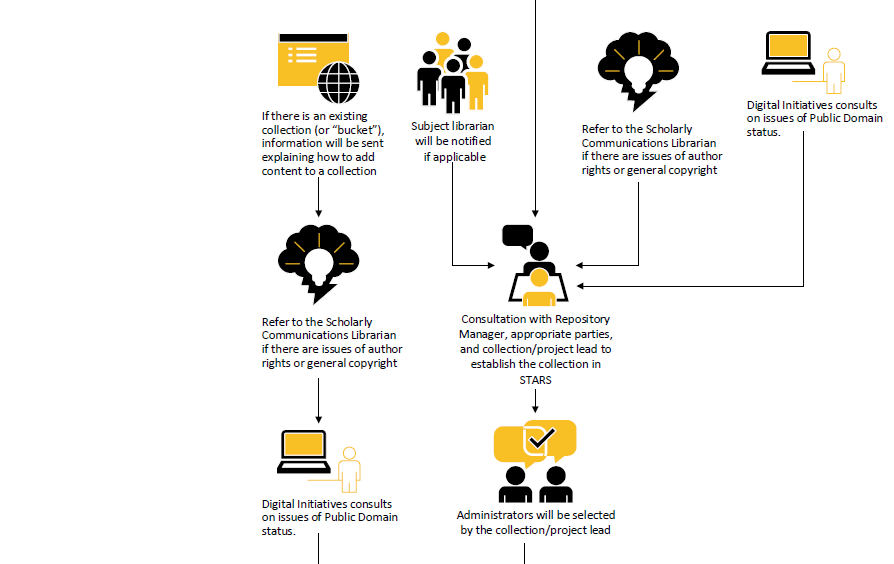 If there is an existing
collection (or “bucket”),
information will be sent
explaining how to add
content to a collection
Subject librarian
will be notified
if applicable
Refer to the Scholarly
Communications Librarian
if there are issues of author
rights or general copyright
Digital Initiatives consults
on issues of Public Domain
status.
Refer to the Scholarly
Communications Librarian
if there are issues of author
rights or general copyright
Consultation with Repository
Manager, appropriate parties,
and collection/project lead to
establish the collection in
STARS
Digital Initiatives consults
on issues of Public Domain
status.
Administrators will be selected
by the collection/project lead